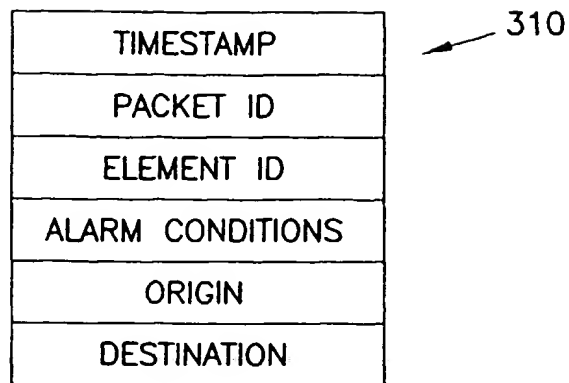 TIMESTAMP
310
PACKET ID
ELEMENT ID
ALARM CONDITIONS
ORIGIN
DESTINATION